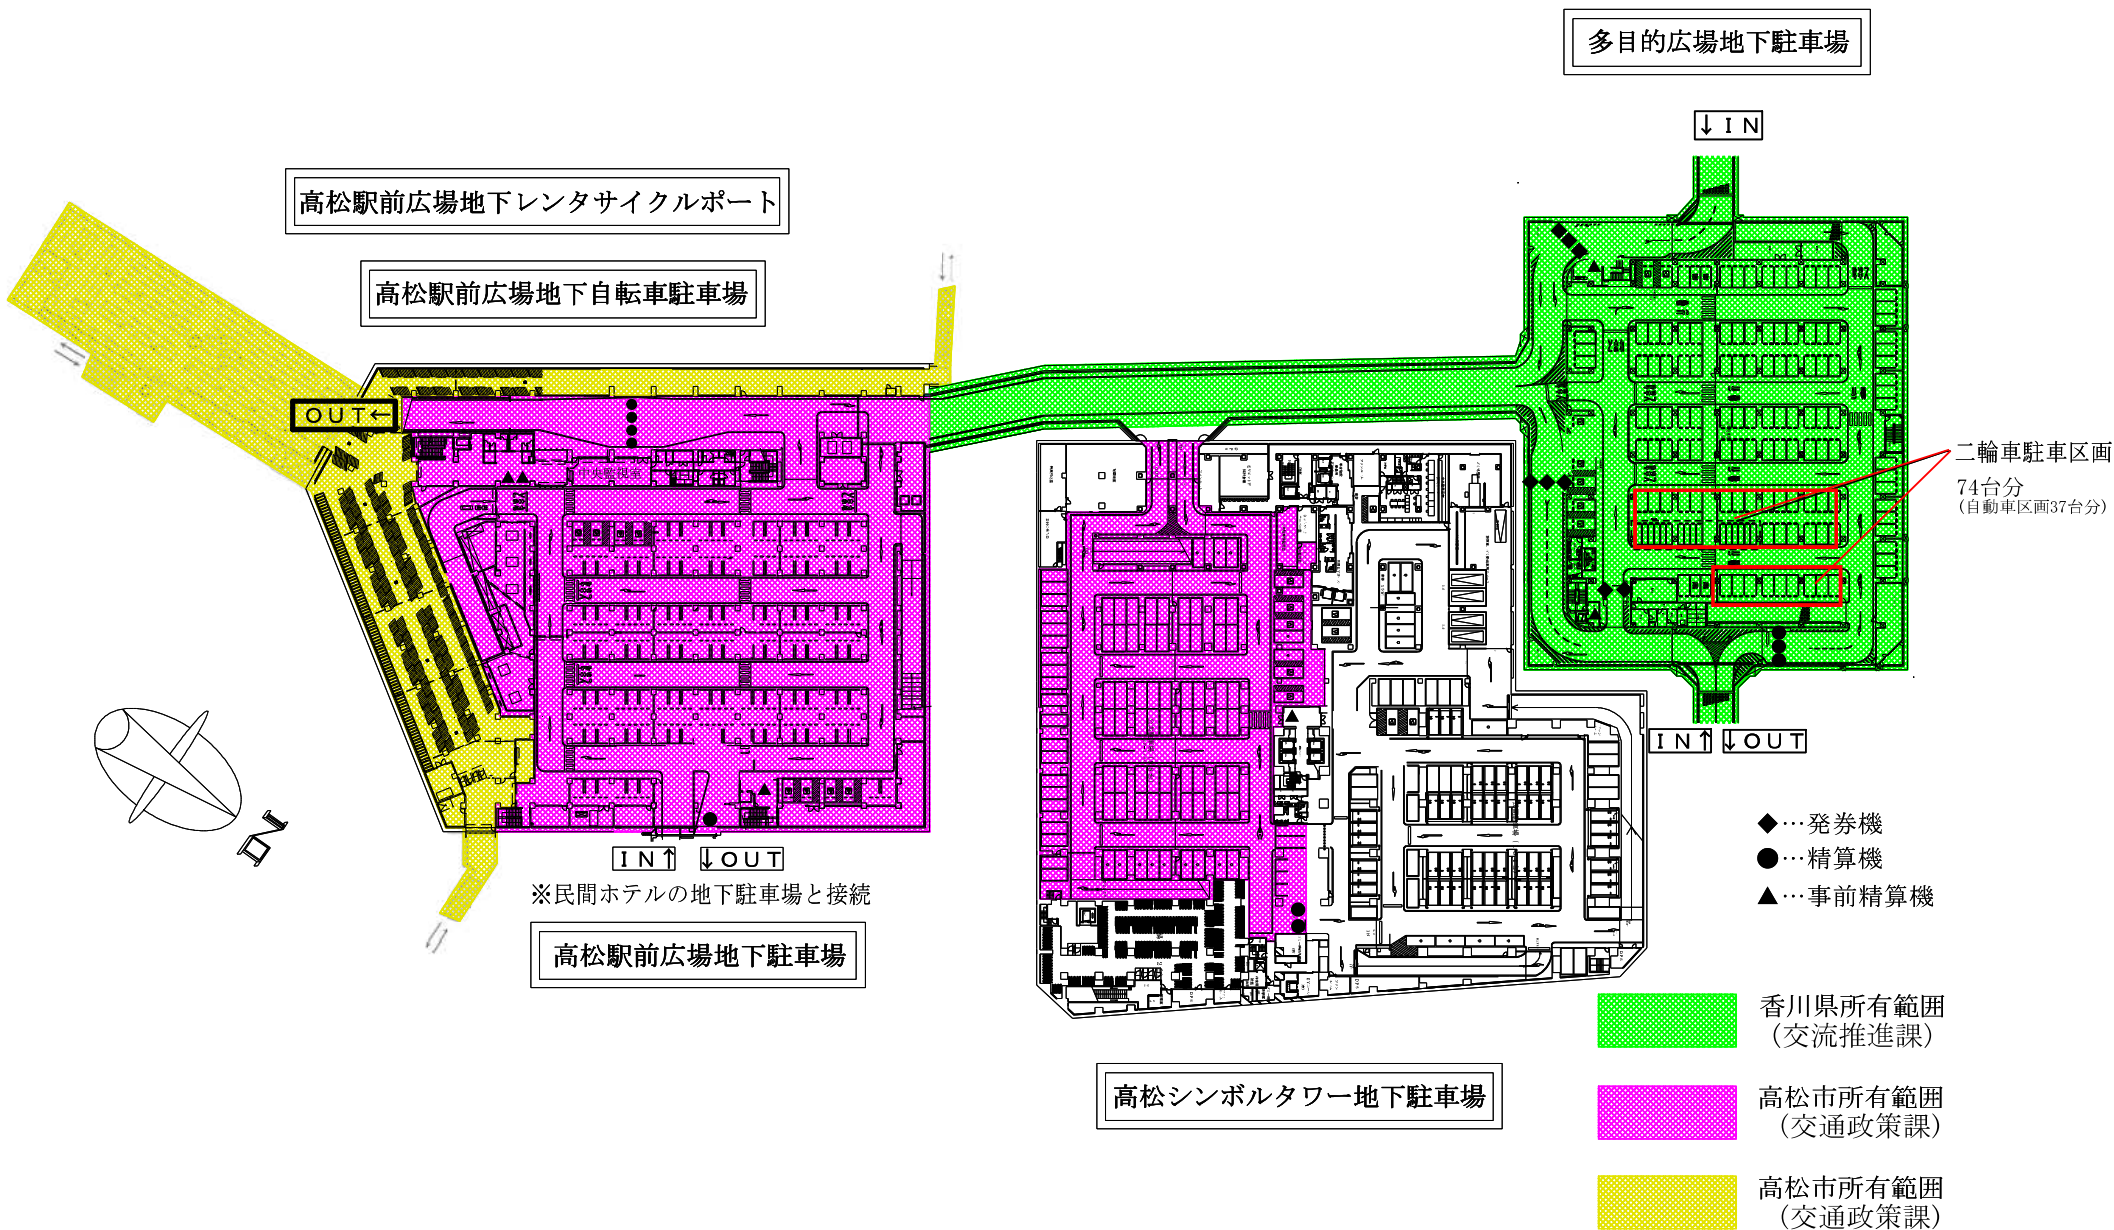 多目的広場地下駐車場
↓IN
高松駅前広場地下レンタサイクルポート
高松駅前広場地下自転車駐車場
OUT←
中央監視室
二輪車駐車区画
74台分
(自動車区画37台分)
IN↑
↓OUT
◆…発券機
●…精算機
▲…事前精算機
IN↑
↓OUT
※民間ホテルの地下駐車場と接続
高松駅前広場地下駐車場
高松シンボルタワー地下駐車場
香川県所有範囲
(交流推進課)
高松市所有範囲
(交通政策課)
高松市所有範囲
(交通政策課)